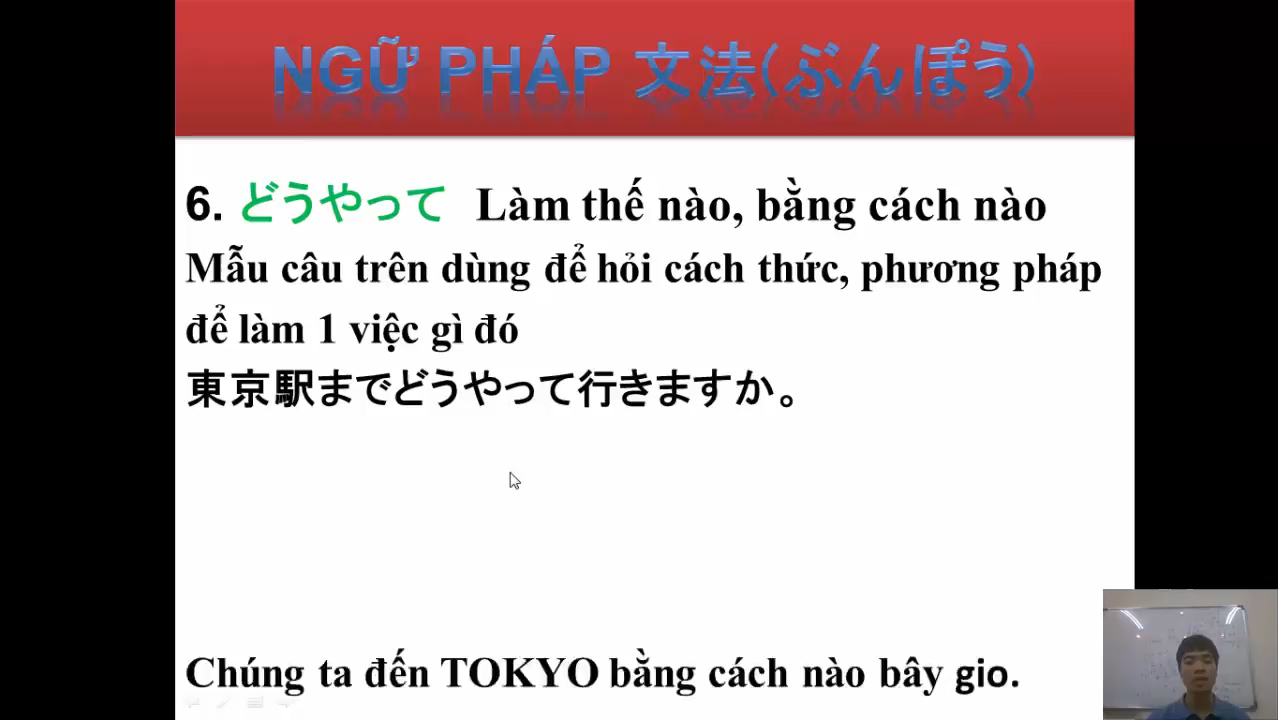 NGỮ PHÁP 文法(ぶんぽう)
6. どうやって Làm thế nào, bằng cách nào
Mẫu câu trên dùng để hỏi cách thức, phương pháp
để làm 1 việc gì đó
東京駅までどうやって行きますか。
Chúng ta đến TOKYO bằng cách nào bây gio.